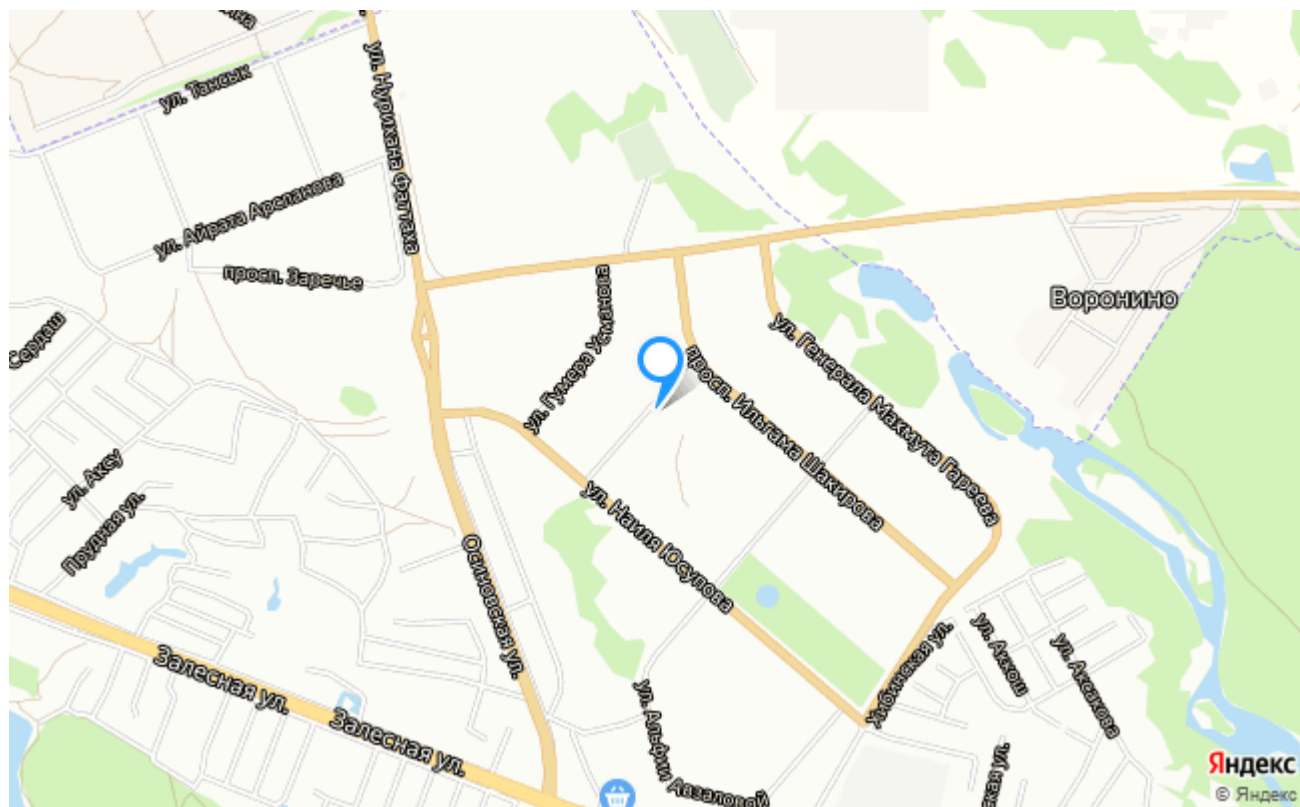 ул. Тансык
ул. Нурихана Фаттаха
ул. Айрата Арсланова
просп. Заречье
Воронино
ул. Гумера Усманова
ул. Генерала Махмута Гареева
просп. Ильгама Шакирова
Сердаш
ул. Аксу
Прудная ул.
ул. Наиля Юсупова
Осиновская ул.
Хибинская ул.
ул. Аккош
ул. Аксакова
Залесная ул.
Залесная ул.
ул. Альфии Авзаловой
Яндекс
© Яндекс